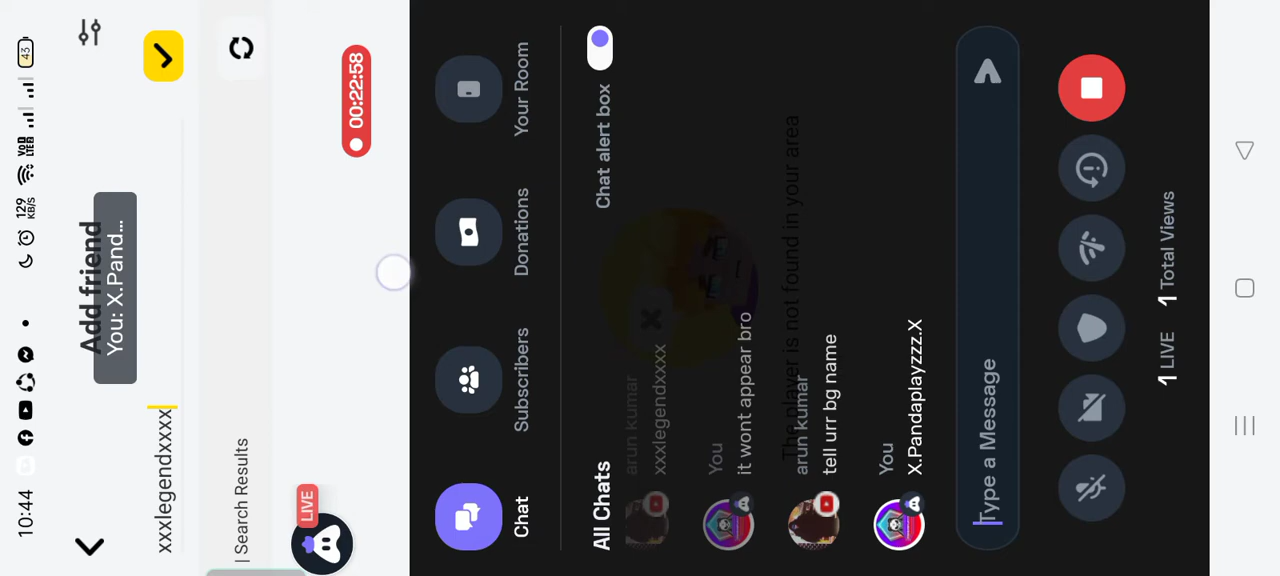 10:44
129
KB/S
VoD
LTE2
43
Add friend
You: X.Pand...
xxxlegendxxxx
| Search Results
LIVE
00:22:58
Chat
Subscribers
Donations
Your Room
All Chats
Chat alert box
arun kumar
xxxlegendxxxx
You
it wont appear bro
The player is not found in your area
arun kumar
tell urr bg name
You
X.Pandaplayzzz.X
Type a Message
1 LIVE
1 Total Views